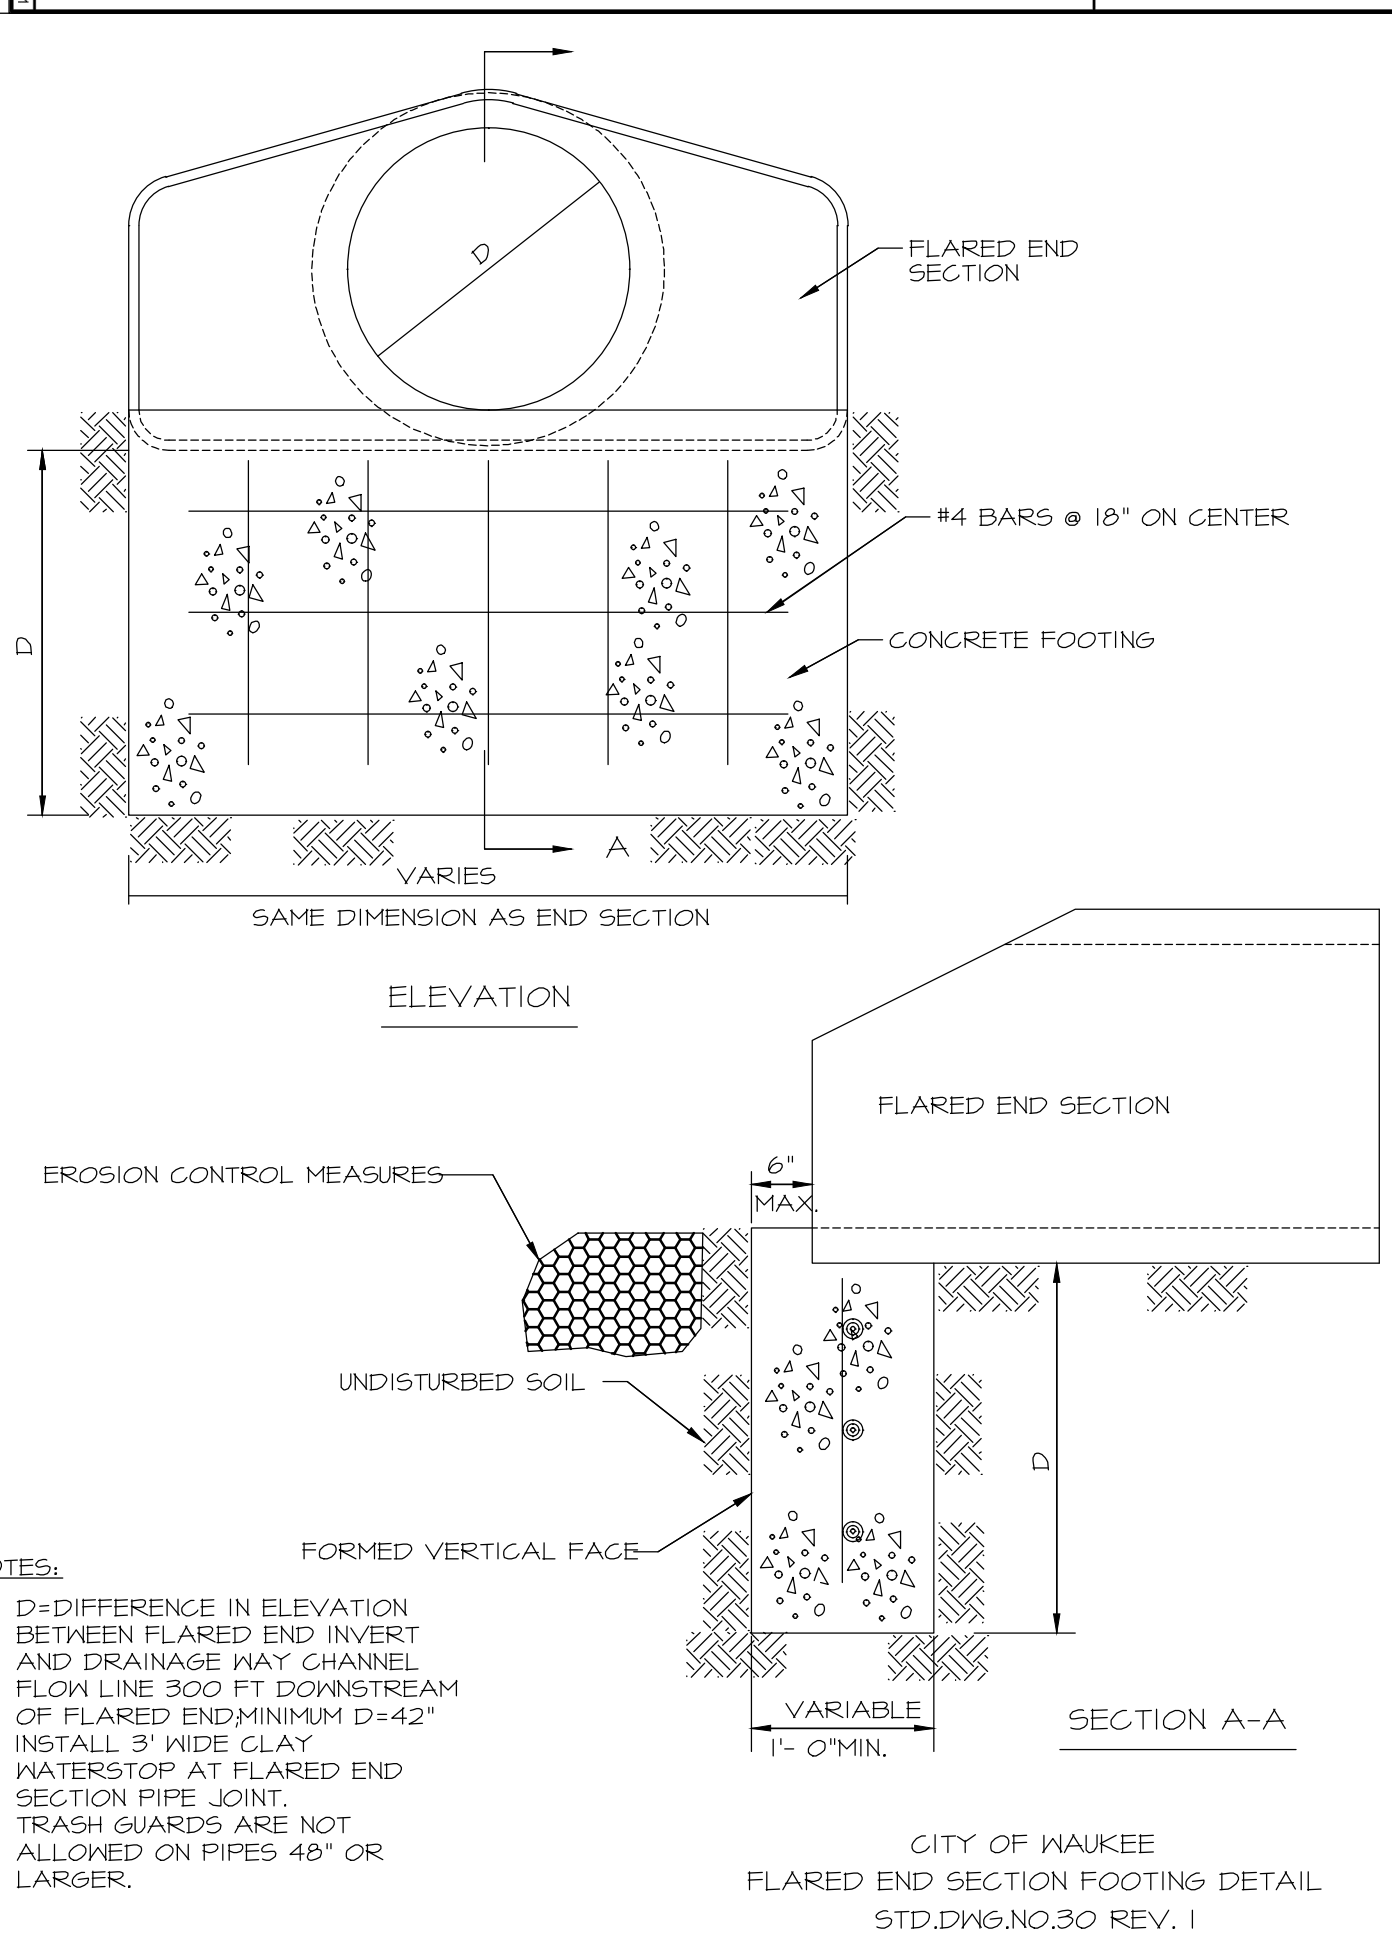 D
FLARED END
SECTION
#4 BARS @ 18" ON CENTER
D
CONCRETE FOOTING
A
VARIES
SAME DIMENSION AS END SECTION
ELEVATION
FLARED END SECTION
EROSION CONTROL MEASURES
6"
MAX.
UNDISTURBED SOIL
D
FORMED VERTICAL FACE
OTES:
D=DIFFERENCE IN ELEVATION
BETWEEN FLARED END INVERT
AND DRAINAGE WAY CHANNEL
FLOW LINE 300 FT DOWNSTREAM
OF FLARED END;MINIMUM D=42"
INSTALL 3' WIDE CLAY
WATERSTOP AT FLARED END
SECTION PIPE JOINT.
TRASH GUARDS ARE NOT
ALLOWED ON PIPES 48" OR
LARGER.
VARIABLE
1'- 0"MIN.
SECTION A-A
CITY OF WAUKEE
FLARED END SECTION FOOTING DETAIL
STD.DWG.NO.30 REV. 1